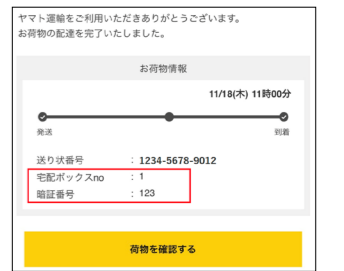 ヤマト運輸をご利用いただきありがとうございます。
お荷物の配達を完了いたしました。
お荷物情報
11/18(木) 11時00分
発送
到着
送り状番号 : 1234-5678-9012
宅配ボックスno : 1
暗証番号 : 123
荷物を確認する